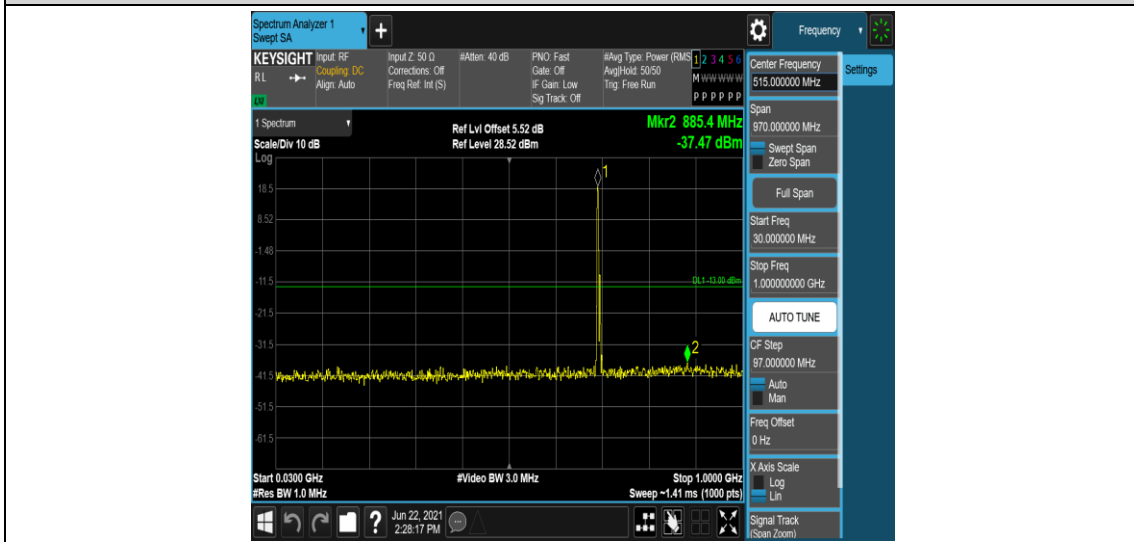 Spectrum Analyzer 1
Swept SA
+
Frequency
KEYSIGHT
RL
LXI
Input: RF
Coupling: DC
Align: Auto
Input Z: 50 Ω
Corrections: Off
Freq Ref: Int (S)
#Atten: 40 dB
PNO: Fast
Gate: Off
IF Gain: Low
Sig Track: Off
#Avg Type: Power (RMS
Avg|Hold: 50/50
Trig: Free Run
1 2 3 4 5 6
M W W W W W
P P P P P P
1 Spectrum
Scale/Div 10 dB
Log
Ref Lvl Offset 5.52 dB
Ref Level 28.52 dBm
Mkr2 885.4 MHz
-37.47 dBm
18.5
8.52
-1.48
-11.5
-21.5
-31.5
-41.5
-51.5
-61.5
1
DL1 -13.00 dBm
2
Start 0.0300 GHz
#Res BW 1.0 MHz
#Video BW 3.0 MHz
Stop 1.0000 GHz
Sweep ~1.41 ms (1000 pts)
Center Frequency
515.000000 MHz
Settings
Span
970.000000 MHz
Swept Span
Zero Span
Full Span
Start Freq
30.000000 MHz
Stop Freq
1.000000000 GHz
AUTO TUNE
CF Step
97.000000 MHz
Auto
Man
Freq Offset
0 Hz
X Axis Scale
Log
Lin
Signal Track
(Span Zoom)
?
Jun 22, 2021
2:28:17 PM